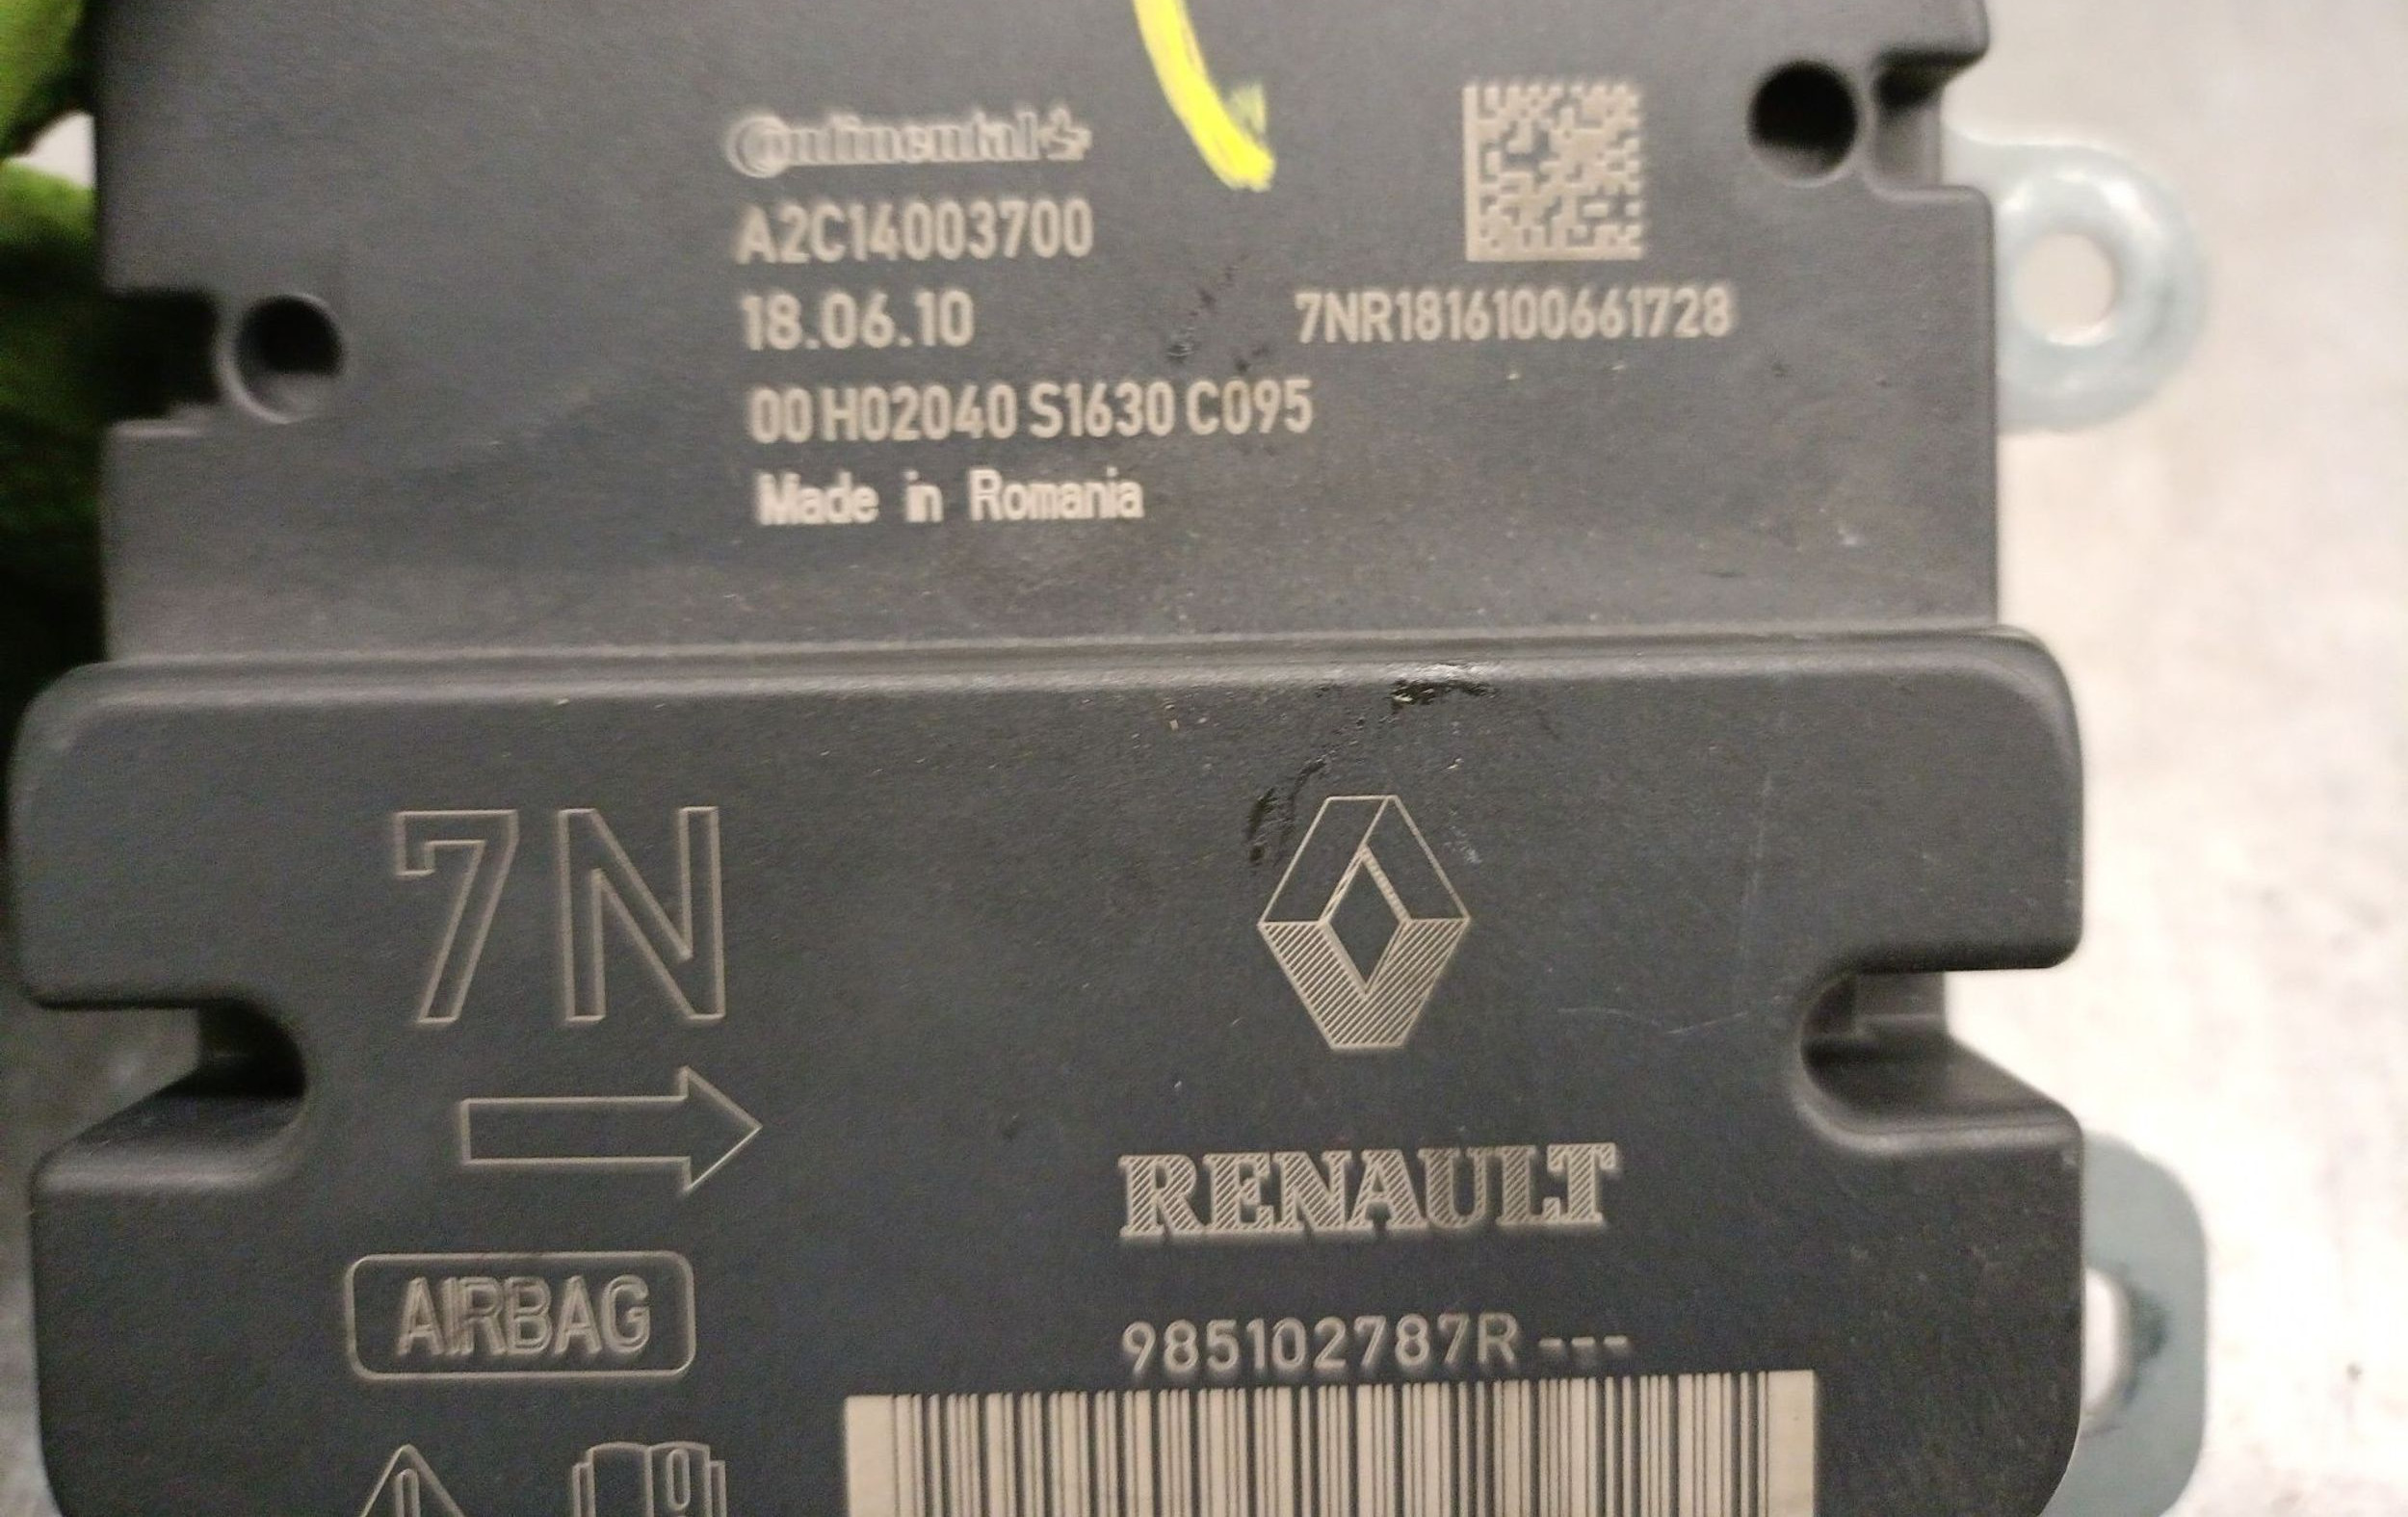 Continental
A2C14003700
18.06.10
7NR1816100661728
00 H02040 S1630 C095
Made in Romania
7N
RENAULT
AIRBAG
985102787R ---